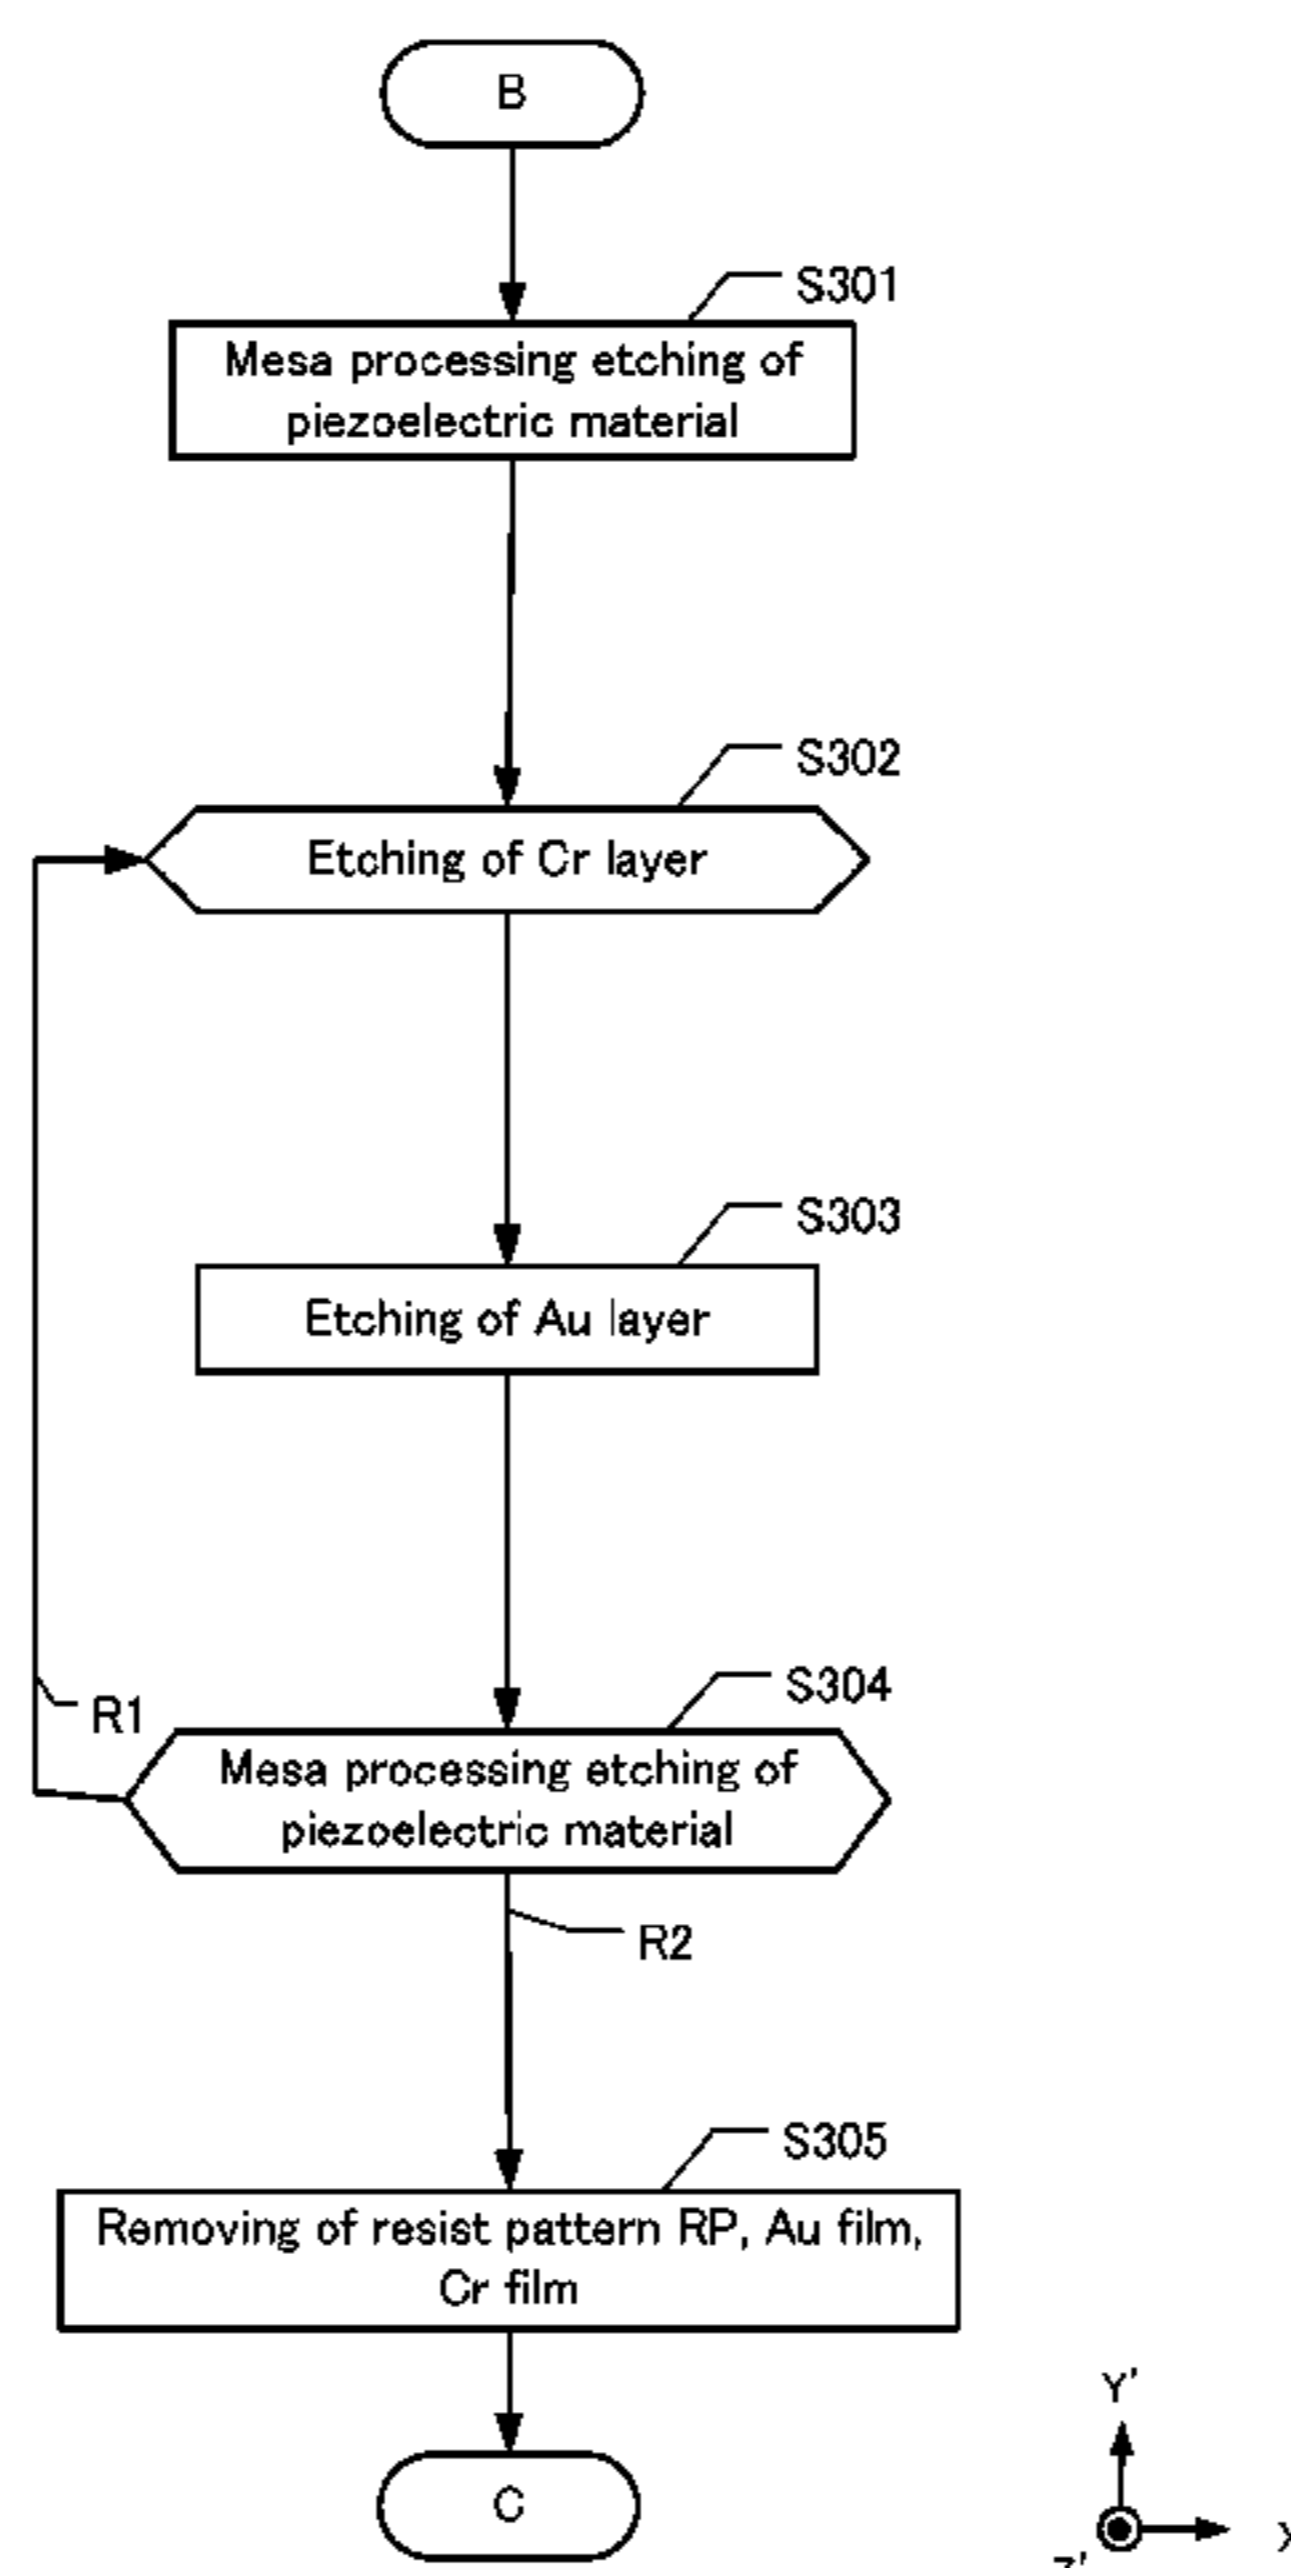 B
S301
Mesa processing etching of
piezoelectric material
S302
Etching of Cr layer
S303
Etching of Au layer
S304
R1
Mesa processing etching of
piezoelectric material
R2
S305
Removing of resist pattern RP, Au film,
Cr film
Y'
C
X
Z'